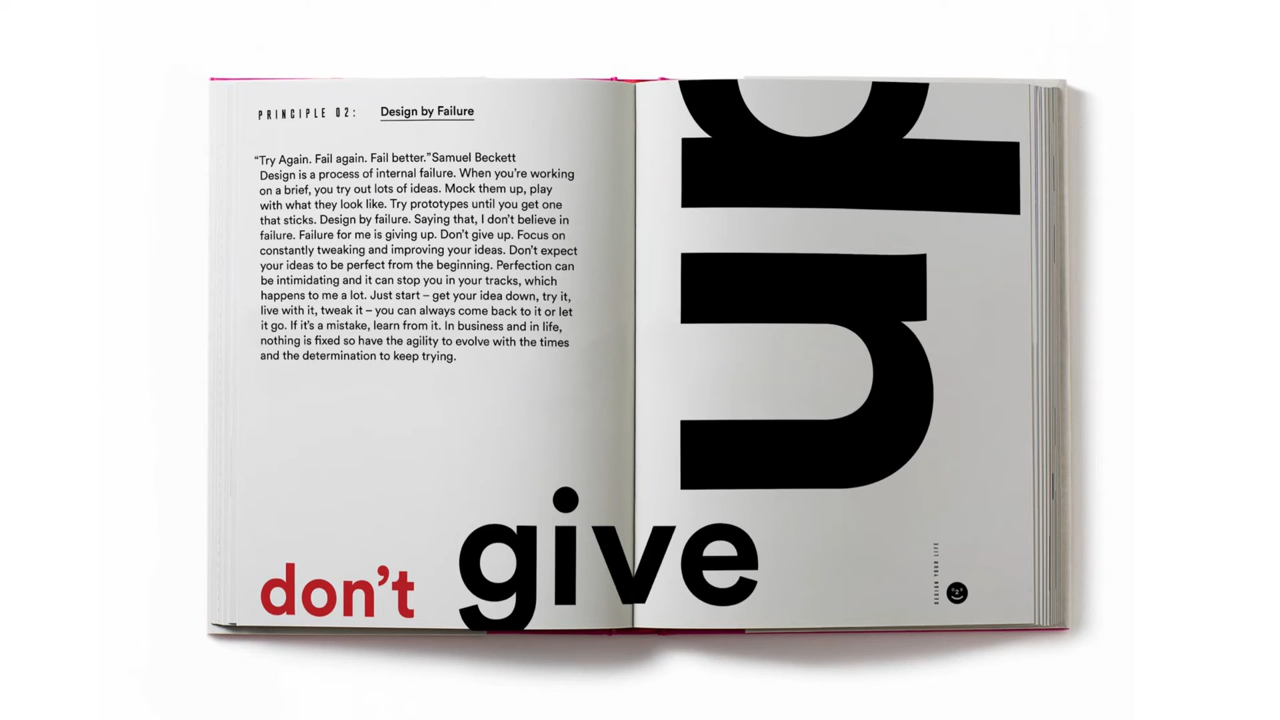 PRINCIPLE 02: Design by Failure
“Try Again. Fail again. Fail better.”Samuel Beckett
Design is a process of internal failure. When you’re working
on a brief, you try out lots of ideas. Mock them up, play
with what they look like. Try prototypes until you get one
that sticks. Design by failure. Saying that, I don’t believe in
failure. Failure for me is giving up. Don’t give up. Focus on
constantly tweaking and improving your ideas. Don’t expect
your ideas to be perfect from the beginning. Perfection can
be intimidating and it can stop you in your tracks, which
happens to me a lot. Just start – get your idea down, try it,
live with it, tweak it – you can always come back to it or let
it go. If it’s a mistake, learn from it. In business and in life,
nothing is fixed so have the agility to evolve with the times
and the determination to keep trying.
don’t give
up
DESIGN YOUR LIFE